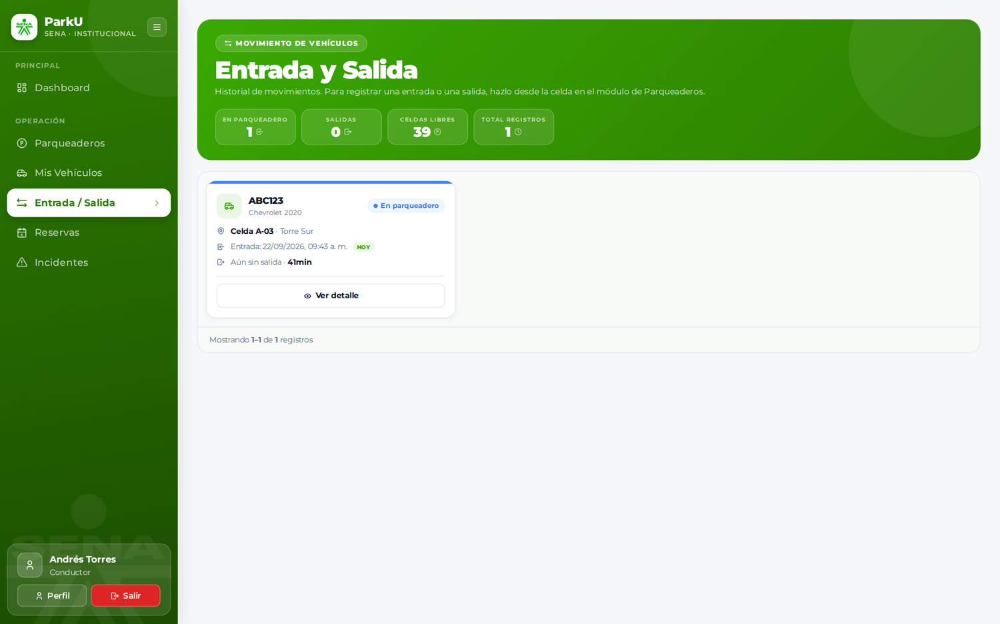 SENA
ParkU
SENA · INSTITUCIONAL
PRINCIPAL
Dashboard
OPERACIÓN
Parqueaderos
Mis Vehículos
Entrada / Salida
Reservas
Incidentes
SENA
Andrés Torres
Conductor
Perfil
Salir
MOVIMIENTO DE VEHÍCULOS
Entrada y Salida
Historial de movimientos. Para registrar una entrada o una salida, hazlo desde la celda en el módulo de Parqueaderos.
EN PARQUEADERO
1
SALIDAS
0
CELDAS LIBRES
39
TOTAL REGISTROS
1
ABC123
Chevrolet 2020
En parqueadero
Celda A-03 · Torre Sur
Entrada: 22/09/2026, 09:43 a. m. HOY
Aún sin salida · 41min
Ver detalle
Mostrando 1–1 de 1 registros